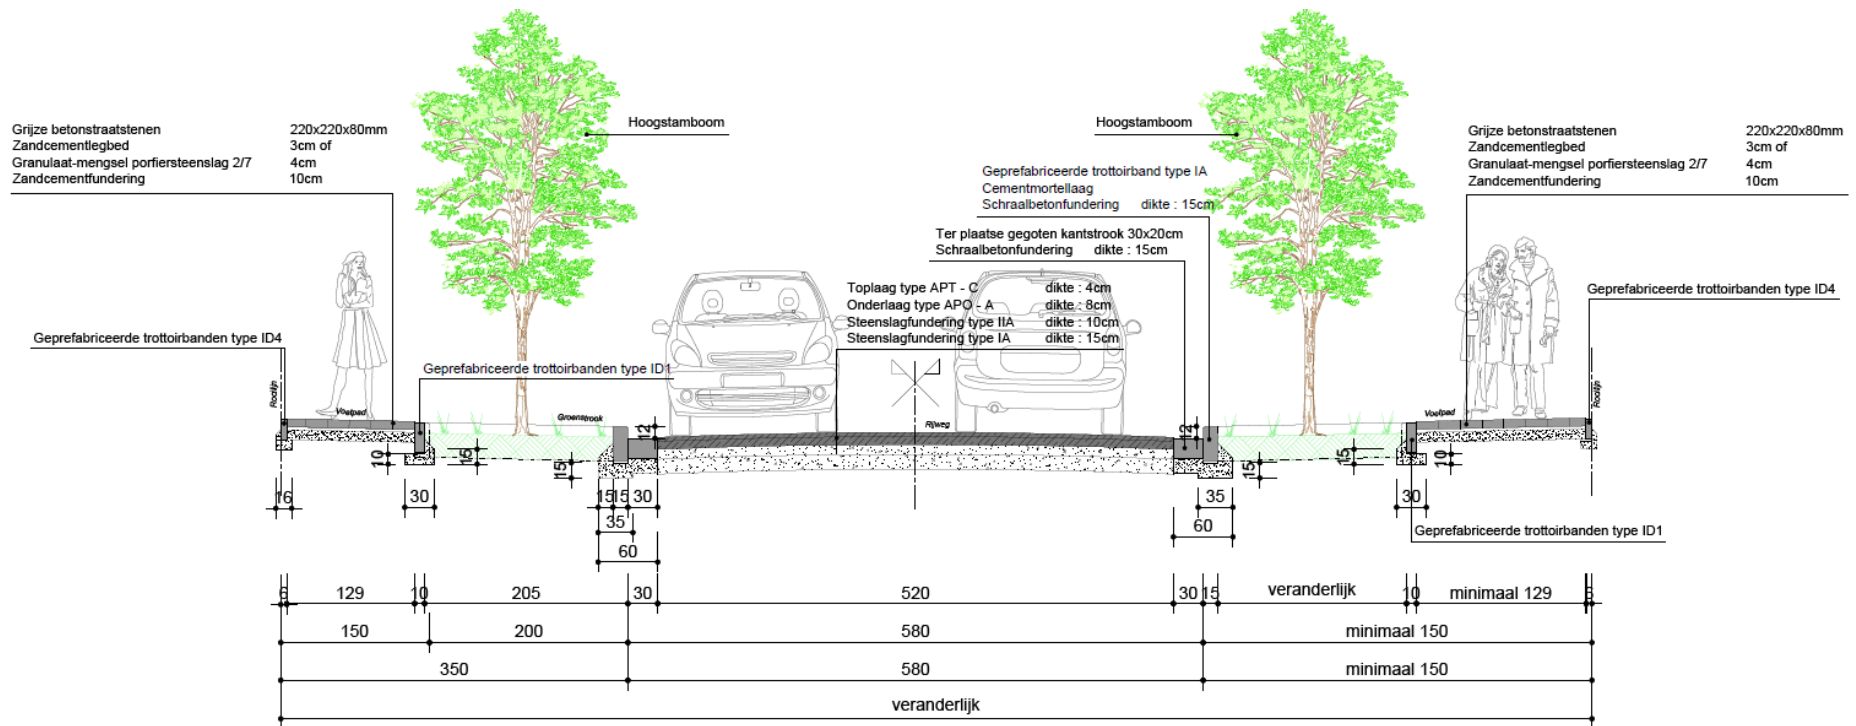 Hoogstamboom
Hoogstamboom
Grijze betonstraatstenen 220x220x80mm
Zandcementlegbed 3cm of
Granulaat-mengsel porfiersteenslag 2/7 4cm
Zandcementfundering 10cm
Grijze betonstraatstenen 220x220x80mm
Zandcementlegbed 3cm of
Granulaat-mengsel porfiersteenslag 2/7 4cm
Zandcementfundering 10cm
Geprefabriceerde trottoirband type IA
Cementmortellaag
Schraalbetonfundering dikte : 15cm
Ter plaatse gegoten kantstrook 30x20cm
Schraalbetonfundering dikte : 15cm
Toplaag type APT - C dikte : 4cm
Onderlaag type APO - A dikte : 8cm
Steenslagfundering type IIA dikte : 10cm
Steenslagfundering type IA dikte : 15cm
Geprefabriceerde trottoirbanden type ID4
Geprefabriceerde trottoirbanden type ID4
Geprefabriceerde trottoirbanden type ID1
Rooilijn
Voetpad
Groenstrook
Rijweg
Voetpad
Rooilijn
12
12
10
15
15
15
15
10
16
30
15
15
30
35
30
35
60
60
Geprefabriceerde trottoirbanden type ID1
6 129 10 205 30 520 30 15 veranderlijk 10 minimaal 129 6
150 200 580 minimaal 150
350 580 minimaal 150
veranderlijk